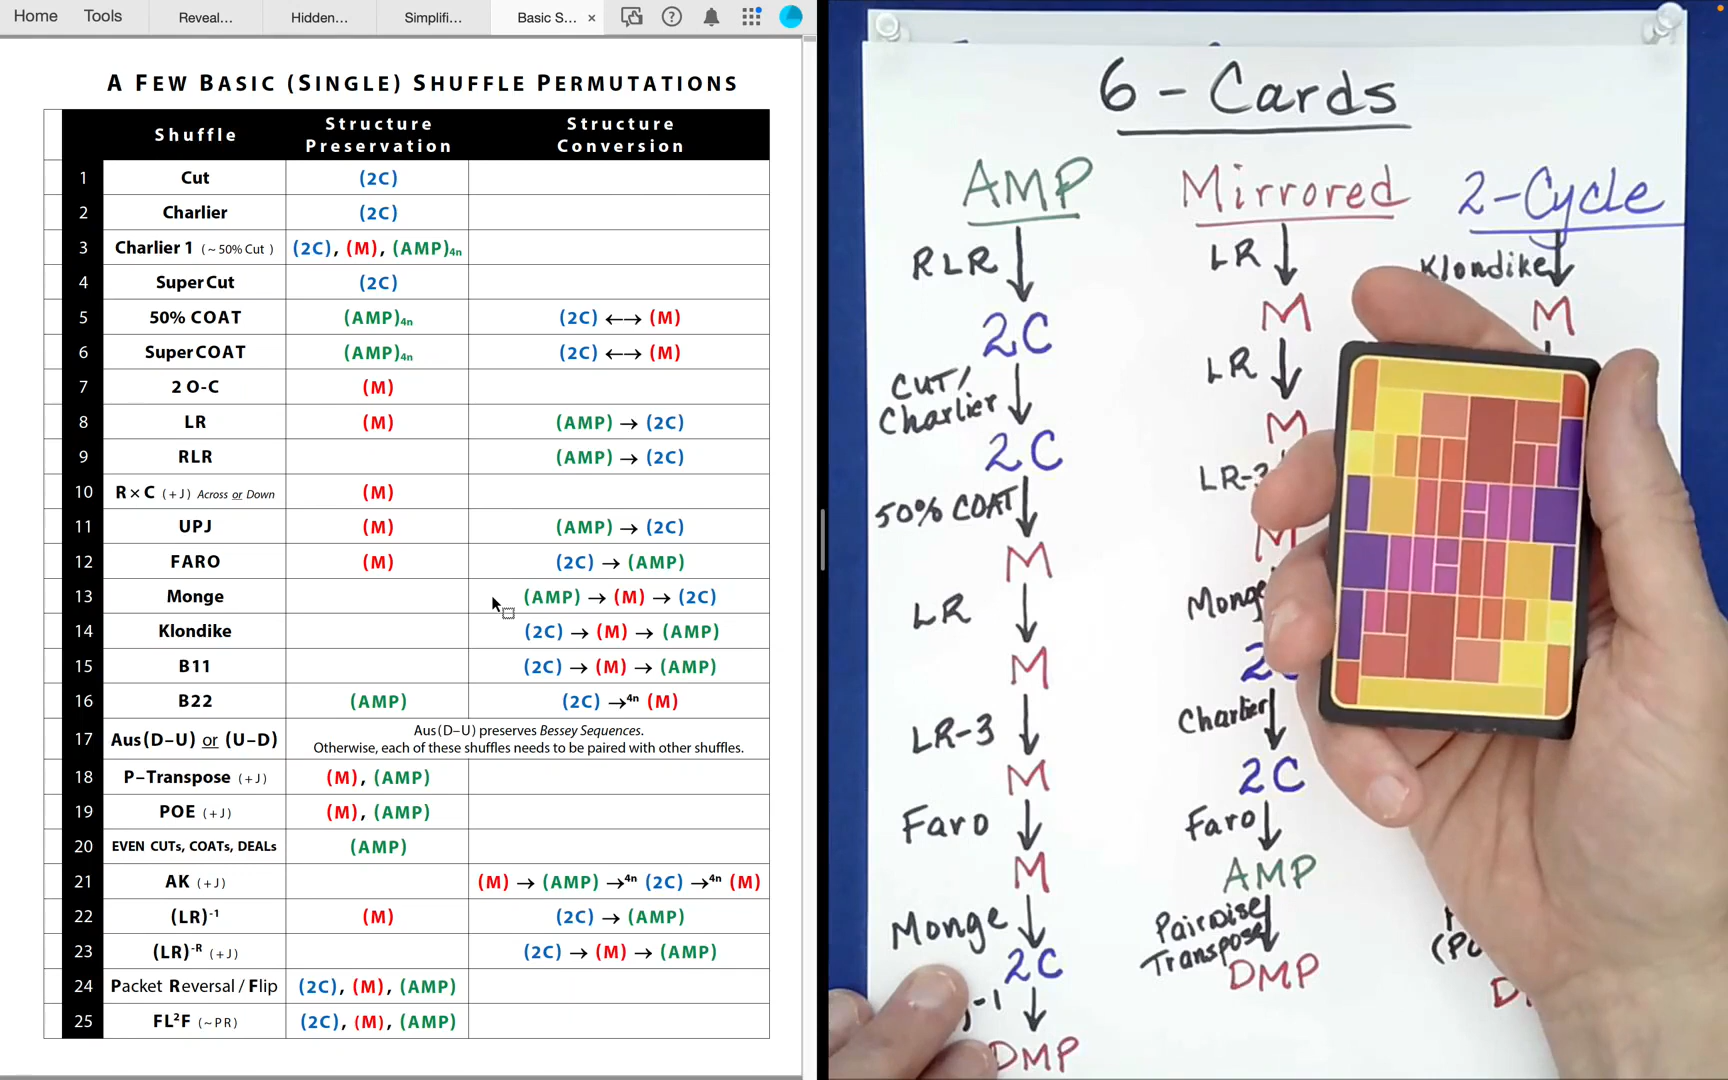 Home Tools Reveal... Hidden... Simplifi... Basic S... ×
A FEW BASIC (SINGLE) SHUFFLE PERMUTATIONS
Shuffle Structure Preservation Structure Conversion
1 Cut (2C)
2 Charlier (2C)
3 Charlier 1 (~50% Cut) (2C), (M), (AMP)4n
4 SuperCut (2C)
5 50% COAT (AMP)4n (2C) ←→ (M)
6 SuperCOAT (AMP)4n (2C) ←→ (M)
7 2 O-C (M)
8 LR (M) (AMP) → (2C)
9 RLR (AMP) → (2C)
10 R×C (+J) Across or Down (M)
11 UPJ (M) (AMP) → (2C)
12 FARO (M) (2C) → (AMP)
13 Monge (AMP) → (M) → (2C)
14 Klondike (2C) → (M) → (AMP)
15 B11 (2C) → (M) → (AMP)
16 B22 (AMP) (2C) →4n (M)
17 Aus(D–U) or (U–D) Aus(D–U) preserves Bessey Sequences.
Otherwise, each of these shuffles needs to be paired with other shuffles.
18 P–Transpose (+J) (M), (AMP)
19 POE (+J) (M), (AMP)
20 EVEN CUTs, COATs, DEALs (AMP)
21 AK (+J) (M) → (AMP) →4n (2C) →4n (M)
22 (LR)-1 (M) (2C) → (AMP)
23 (LR)-R (+J) (2C) → (M) → (AMP)
24 Packet Reversal / Flip (2C), (M), (AMP)
25 FL2F (~PR) (2C), (M), (AMP)
6 - Cards
AMP
RLR
2C
CUT/
Charlier
2C
50% COAT
M
LR
M
LR-3
M
Faro
M
Monge
2C
-1
DMP
Mirrored
LR
M
LR
M
LR-3
M
Monge
2C
Charlier
2C
Faro
AMP
Pairwise
Transpose
DMP
2-Cycle
Klondike
M